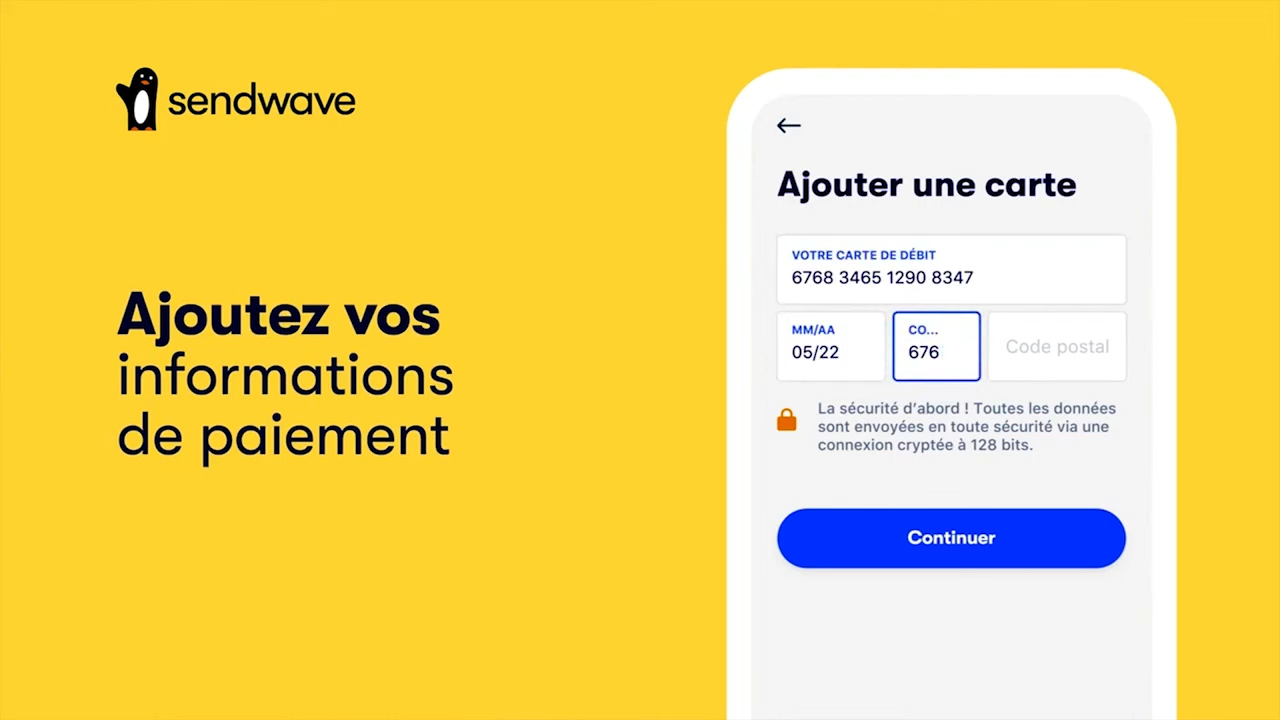 sendwave
Ajoutez vos
informations
de paiement
Ajouter une carte
VOTRE CARTE DE DÉBIT
6768 3465 1290 8347
MM/AA
05/22
CO...
676
Code postal
La sécurité d'abord ! Toutes les données
sont envoyées en toute sécurité via une
connexion cryptée à 128 bits.
Continuer